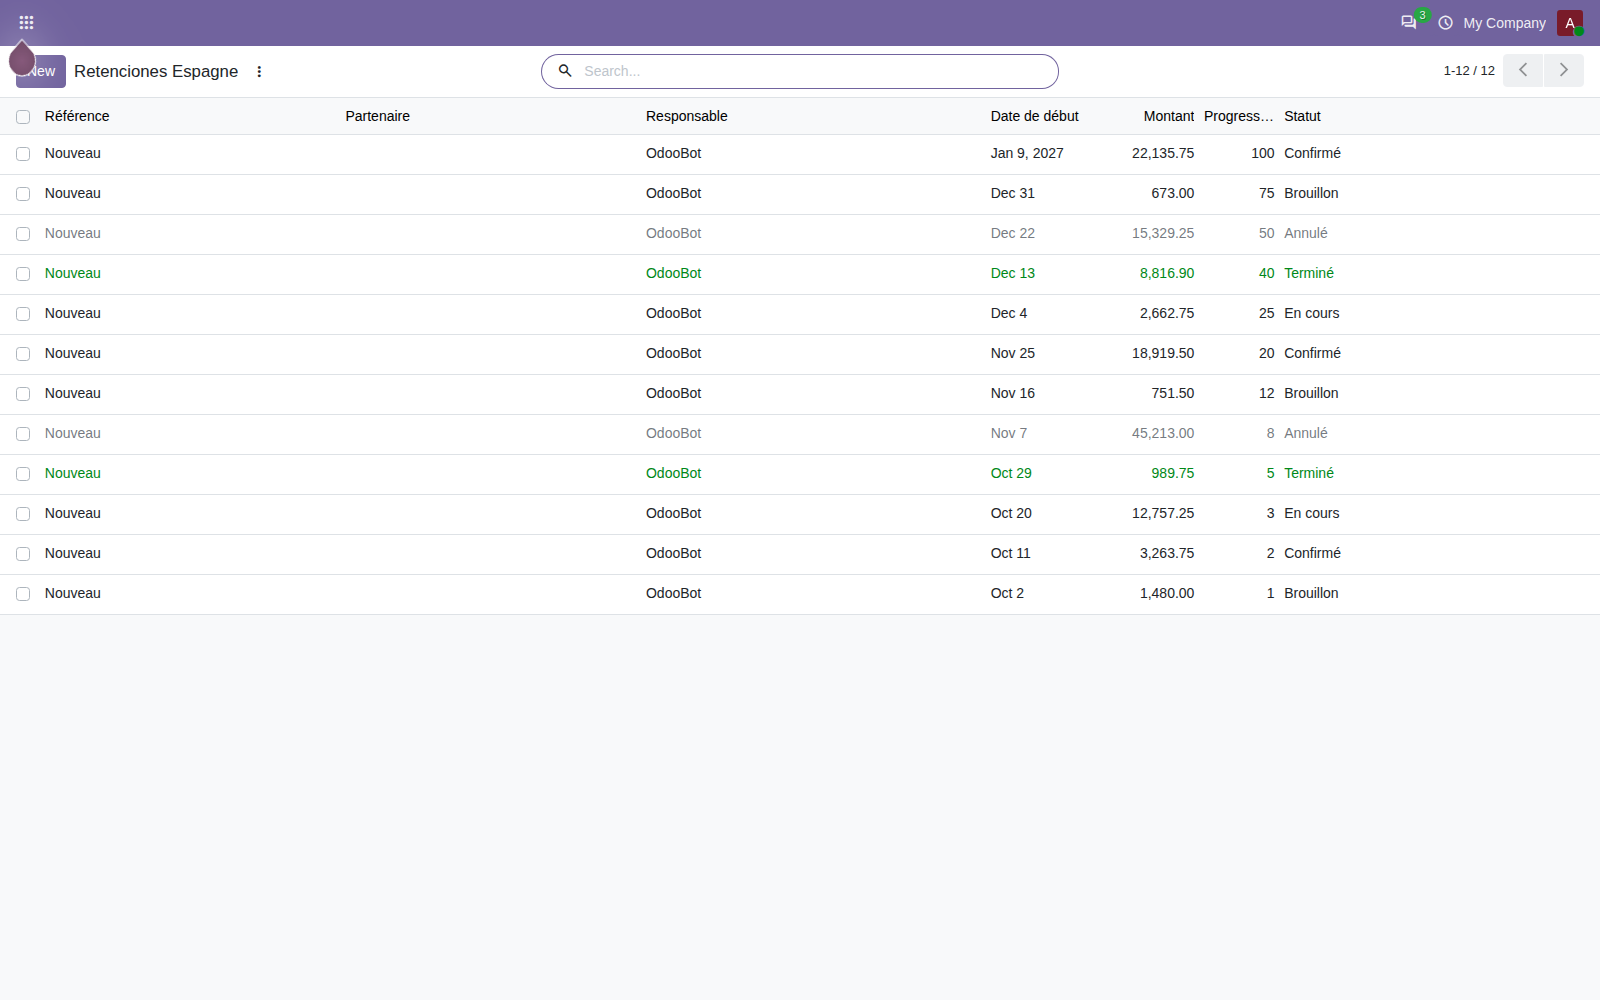 3 My Company A
New Retenciones Espagne Search... 1-12 / 12
Référence Partenaire Responsable Date de début Montant Progress... Statut
Nouveau OdooBot Jan 9, 2027 22,135.75 100 Confirmé
Nouveau OdooBot Dec 31 673.00 75 Brouillon
Nouveau OdooBot Dec 22 15,329.25 50 Annulé
Nouveau OdooBot Dec 13 8,816.90 40 Terminé
Nouveau OdooBot Dec 4 2,662.75 25 En cours
Nouveau OdooBot Nov 25 18,919.50 20 Confirmé
Nouveau OdooBot Nov 16 751.50 12 Brouillon
Nouveau OdooBot Nov 7 45,213.00 8 Annulé
Nouveau OdooBot Oct 29 989.75 5 Terminé
Nouveau OdooBot Oct 20 12,757.25 3 En cours
Nouveau OdooBot Oct 11 3,263.75 2 Confirmé
Nouveau OdooBot Oct 2 1,480.00 1 Brouillon